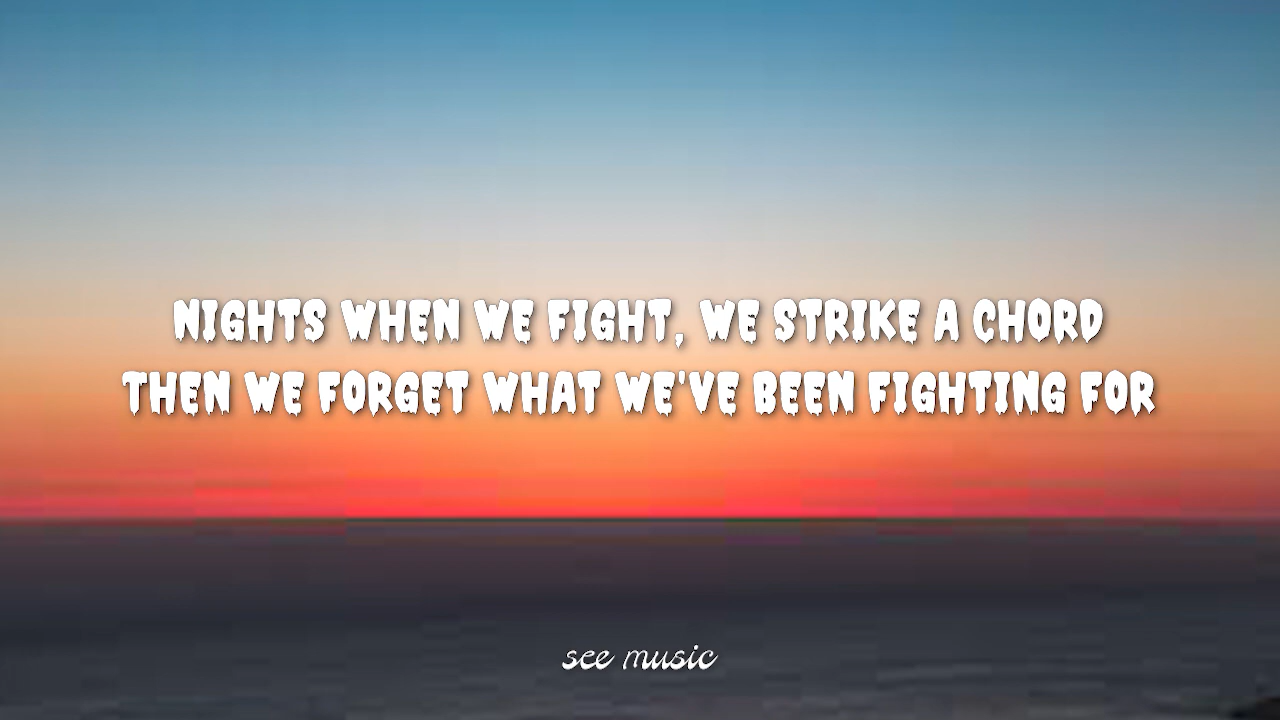 NIGHTS WHEN WE FIGHT, WE STRIKE A CHORD
THEN WE FORGET WHAT WE'VE BEEN FIGHTING FOR
see music